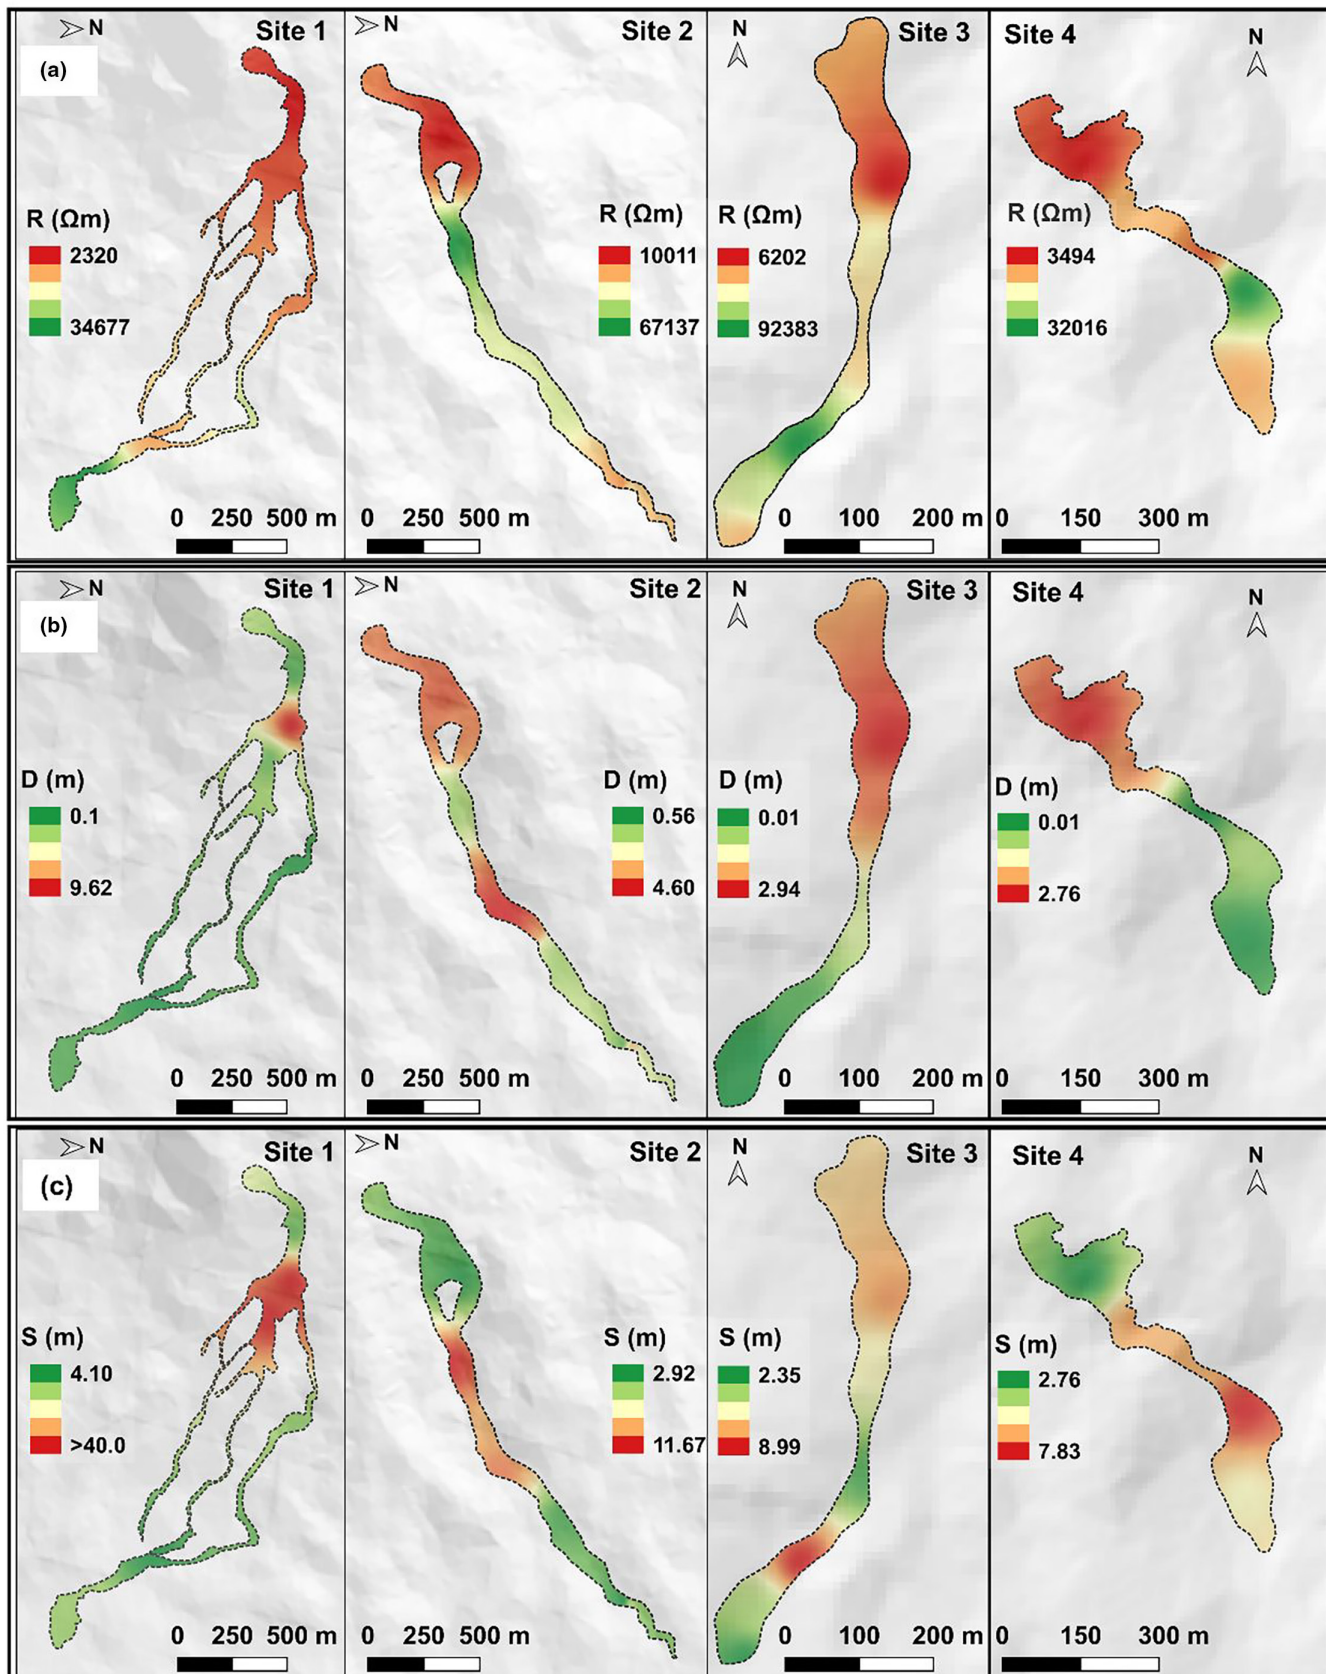 (a)
N
Site 1
R (Ωm)
2320
34677
0 250 500 m
N
Site 2
R (Ωm)
10011
67137
0 250 500 m
N
Site 3
R (Ωm)
6202
92383
0 100 200 m
Site 4
N
R (Ωm)
3494
32016
0 150 300 m
(b)
N
Site 1
D (m)
0.1
9.62
0 250 500 m
N
Site 2
D (m)
0.56
4.60
0 250 500 m
N
Site 3
D (m)
0.01
2.94
0 100 200 m
Site 4
N
D (m)
0.01
2.76
0 150 300 m
(c)
N
Site 1
S (m)
4.10
>40.0
0 250 500 m
N
Site 2
S (m)
2.92
11.67
0 250 500 m
N
Site 3
S (m)
2.35
8.99
0 100 200 m
Site 4
N
S (m)
2.76
7.83
0 150 300 m